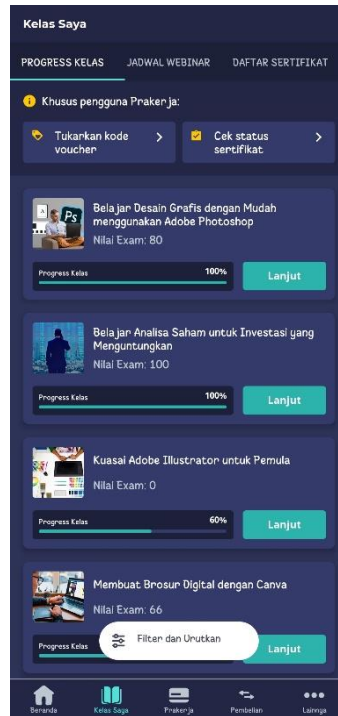 Kelas Saya
PROGRESS KELAS JADWAL WEBINAR DAFTAR SERTIFIKAT
Khusus pengguna Prakerja:
Tukarkan kode
voucher
Cek status
sertifikat
Ps
Belajar Desain Grafis dengan Mudah
menggunakan Adobe Photoshop
Nilai Exam: 80
Progress Kelas 100%
Lanjut
Belajar Analisa Saham untuk Investasi yang
Menguntungkan
Nilai Exam: 100
Progress Kelas 100%
Lanjut
Kuasai Adobe Illustrator untuk Pemula
Nilai Exam: 0
Progress Kelas 60%
Lanjut
Membuat Brosur Digital dengan Canva
Nilai Exam: 66
Progress Kelas
Lanjut
Filter dan Urutkan
Beranda Kelas Saya Prakerja Pembelian Lainnya